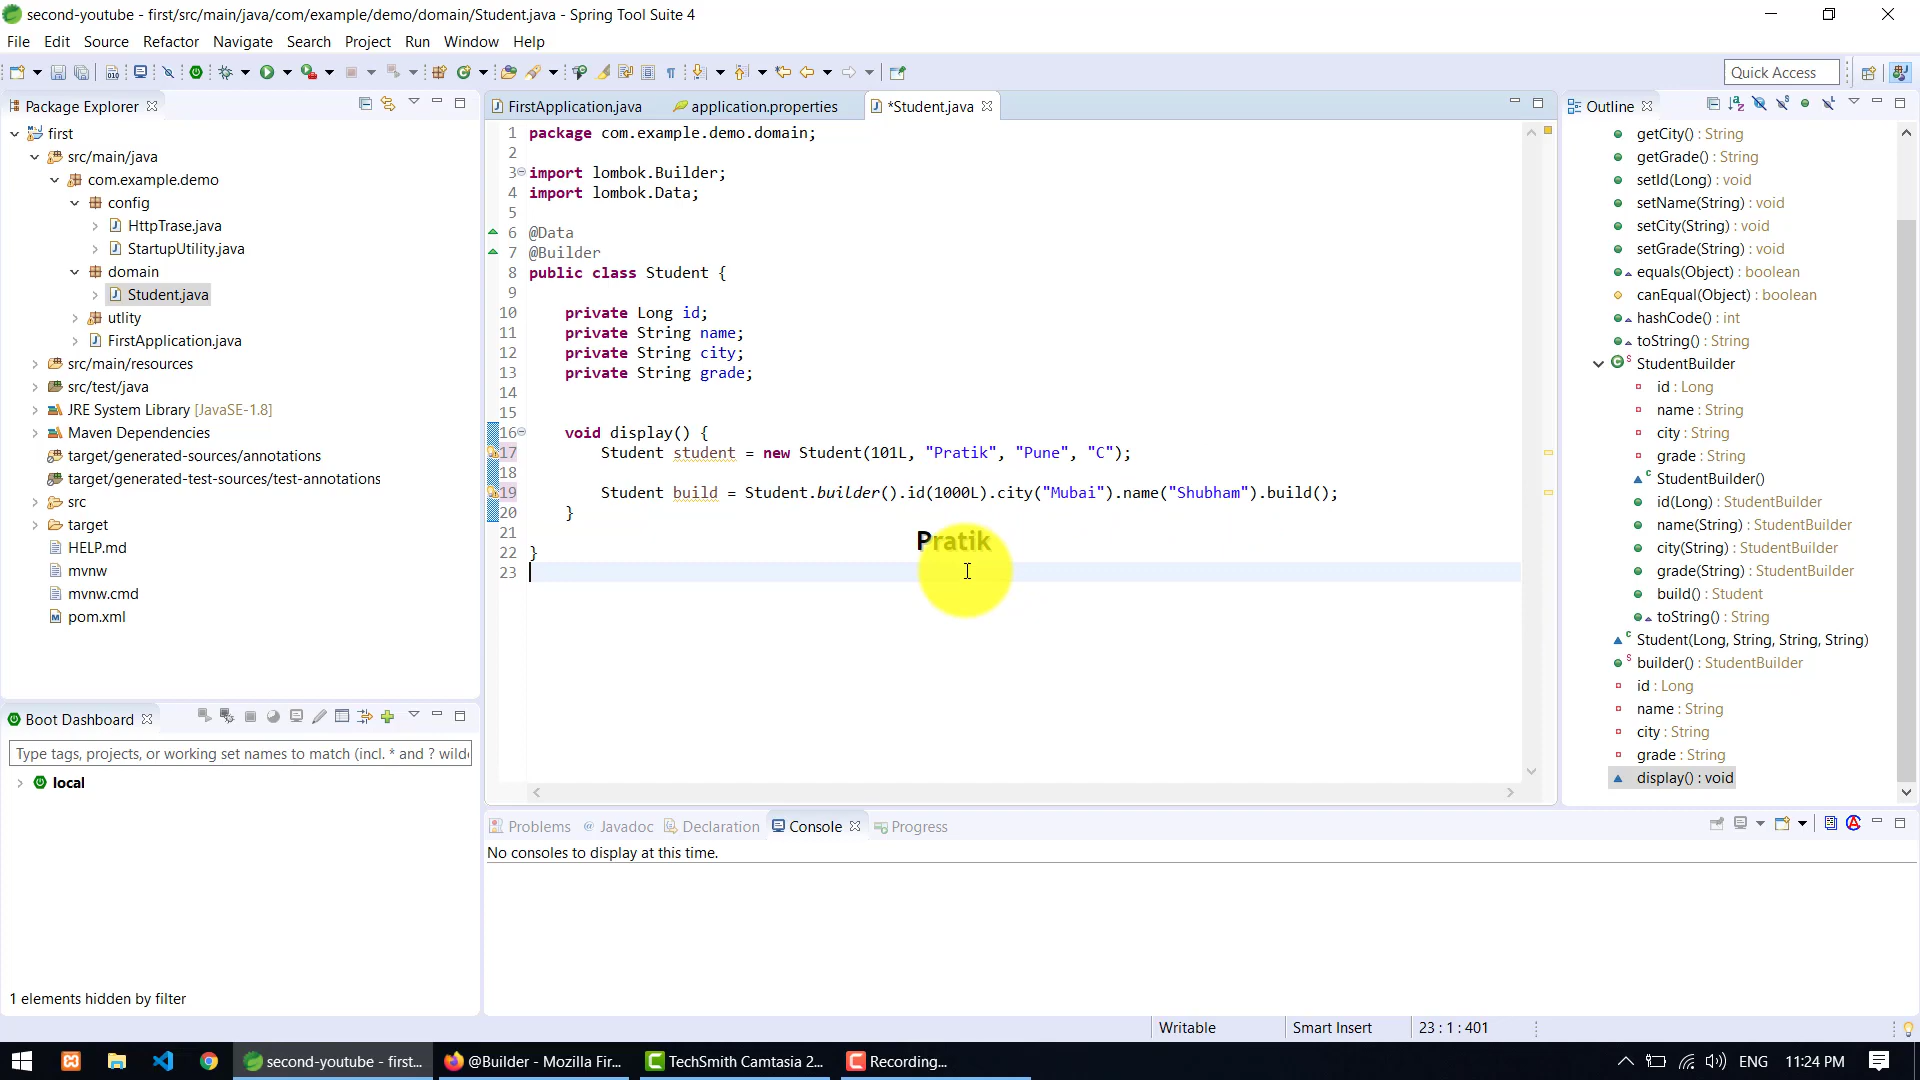 second-youtube - first/src/main/java/com/example/demo/domain/Student.java - Spring Tool Suite 4
File Edit Source Refactor Navigate Search Project Run Window Help
Quick Access
Package Explorer
first
src/main/java
com.example.demo
config
HttpTrase.java
StartupUtility.java
domain
Student.java
utlity
FirstApplication.java
src/main/resources
src/test/java
JRE System Library [JavaSE-1.8]
Maven Dependencies
target/generated-sources/annotations
target/generated-test-sources/test-annotations
src
target
HELP.md
mvnw
mvnw.cmd
pom.xml
Boot Dashboard
Type tags, projects, or working set names to match (incl. * and ? wild
local
1 elements hidden by filter
FirstApplication.java application.properties *Student.java
1 package com.example.demo.domain;
2
3 import lombok.Builder;
4 import lombok.Data;
5
6 @Data
7 @Builder
8 public class Student {
9
10 private Long id;
11 private String name;
12 private String city;
13 private String grade;
14
15
16 void display() {
17 Student student = new Student(101L, "Pratik", "Pune", "C");
18
19 Student build = Student.builder().id(1000L).city("Mubai").name("Shubham").build();
20 }
21
22 }
23
Pratik
Outline
getCity() : String
getGrade() : String
setId(Long) : void
setName(String) : void
setCity(String) : void
setGrade(String) : void
equals(Object) : boolean
canEqual(Object) : boolean
hashCode() : int
toString() : String
StudentBuilder
id : Long
name : String
city : String
grade : String
StudentBuilder()
id(Long) : StudentBuilder
name(String) : StudentBuilder
city(String) : StudentBuilder
grade(String) : StudentBuilder
build() : Student
toString() : String
Student(Long, String, String, String)
builder() : StudentBuilder
id : Long
name : String
city : String
grade : String
display() : void
Problems @ Javadoc Declaration Console Progress
No consoles to display at this time.
Writable Smart Insert 23 : 1 : 401
second-youtube - first... @Builder - Mozilla Fir... TechSmith Camtasia 2... Recording... ENG 11:24 PM